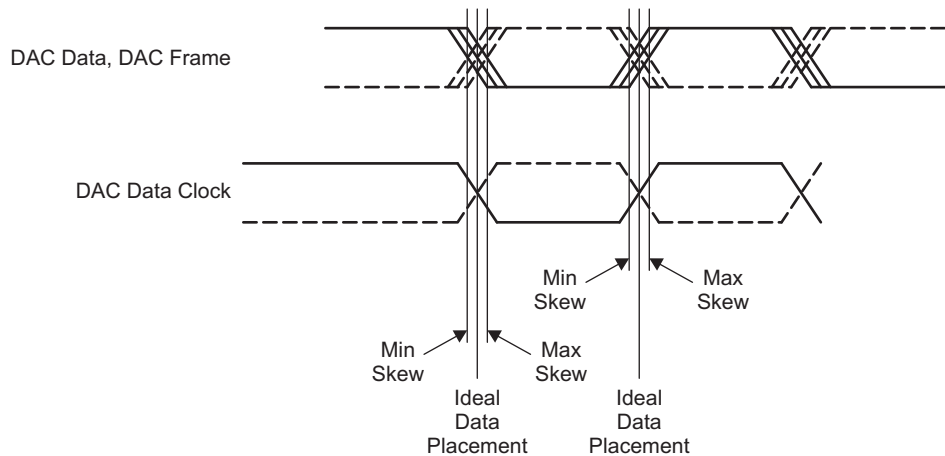 DAC Data, DAC Frame
DAC Data Clock
Min
Skew
Max
Skew
Min
Skew
Max
Skew
Ideal
Data
Placement
Ideal
Data
Placement